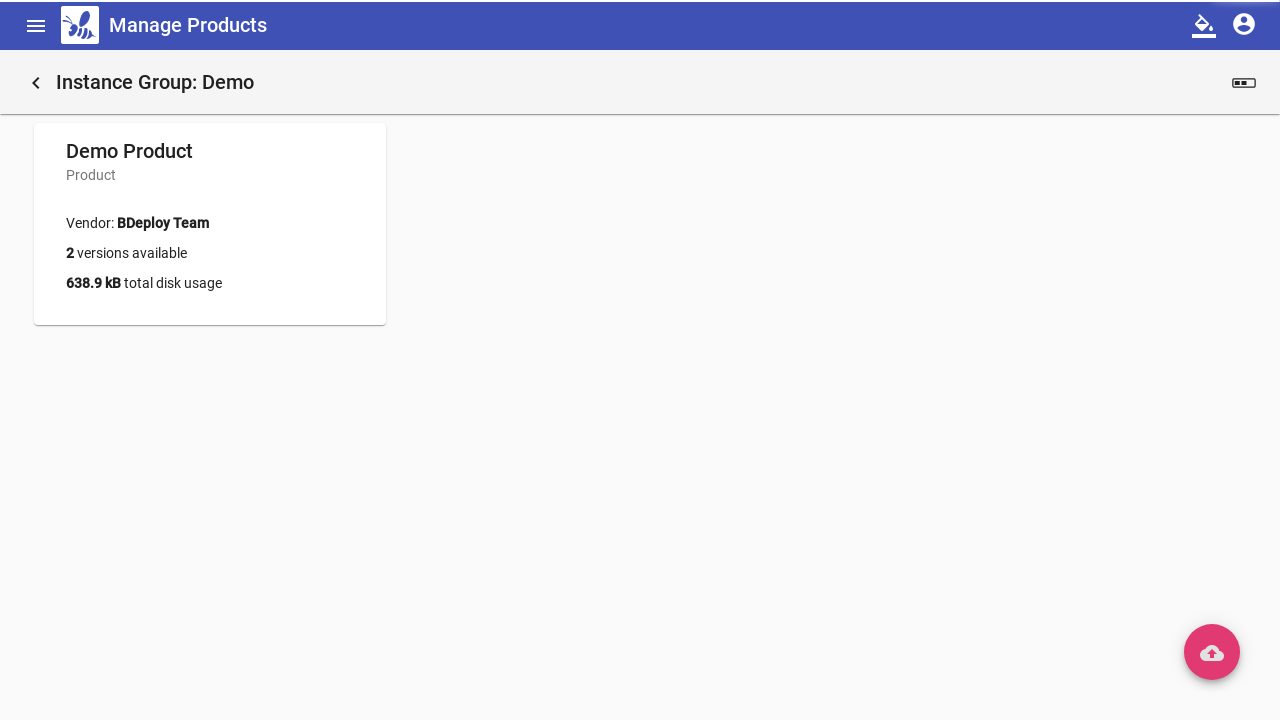 Manage Products
Instance Group: Demo
Demo Product
Product
Vendor: BDeploy Team
2 versions available
638.9 kB total disk usage